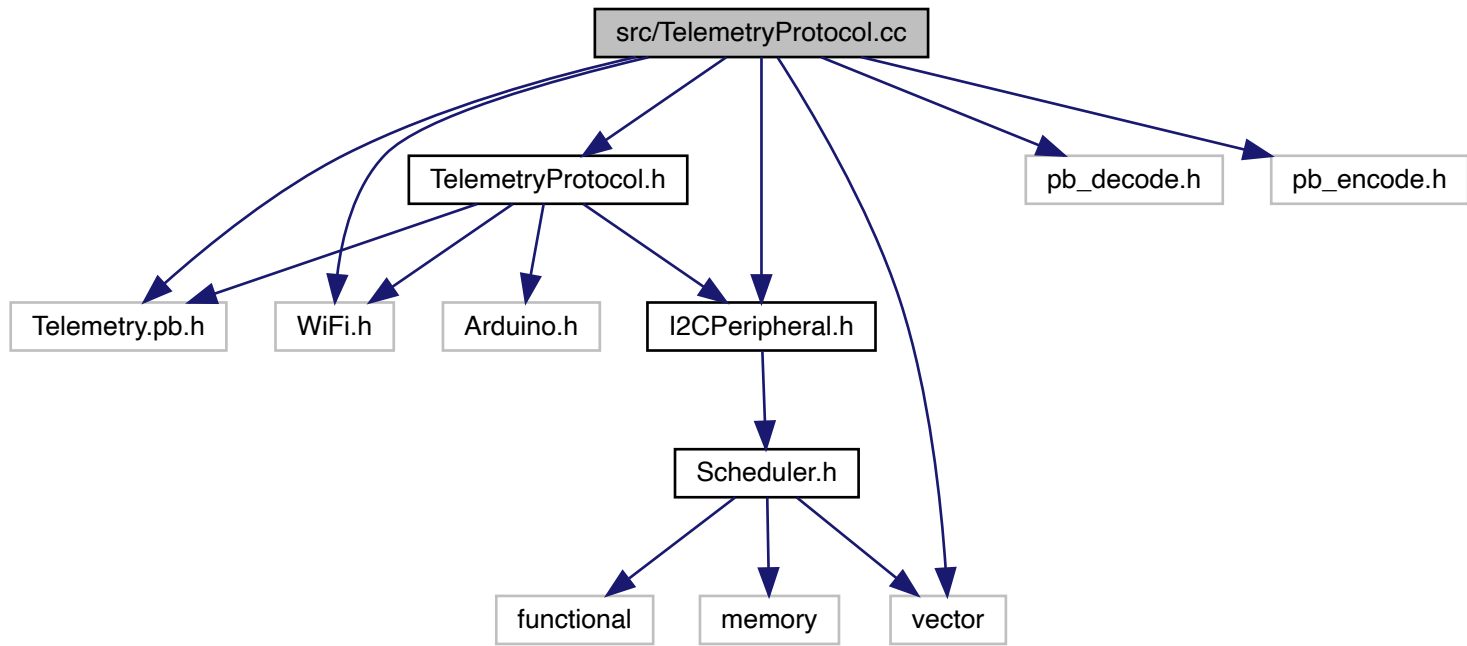 src/TelemetryProtocol.cc
TelemetryProtocol.h
pb_decode.h
pb_encode.h
Telemetry.pb.h
WiFi.h
Arduino.h
I2CPeripheral.h
Scheduler.h
functional
memory
vector